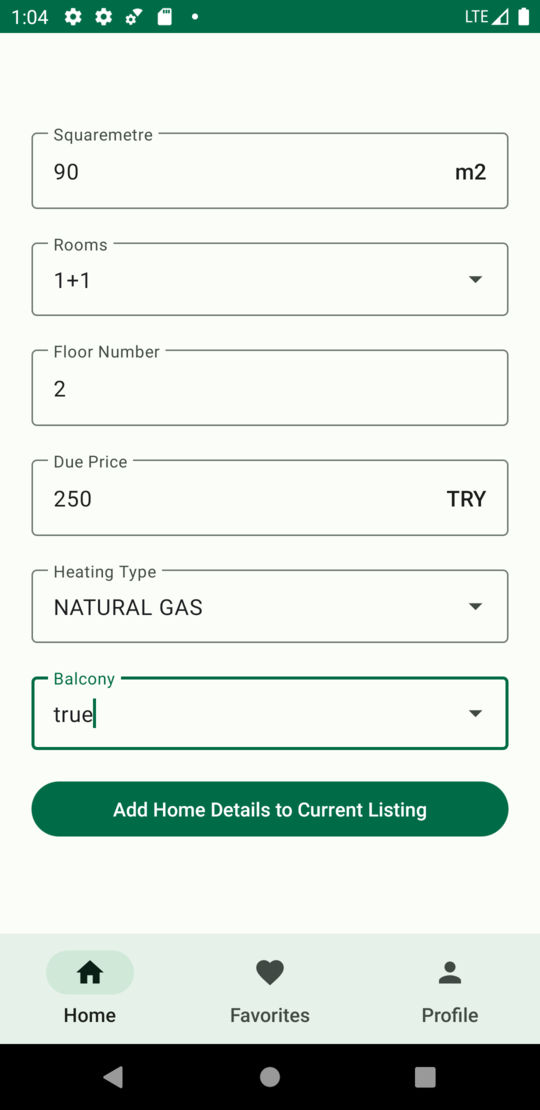 1:04
LTE
Squaremetre
90 m2
Rooms
1+1
Floor Number
2
Due Price
250 TRY
Heating Type
NATURAL GAS
Balcony
true
Add Home Details to Current Listing
Home Favorites Profile